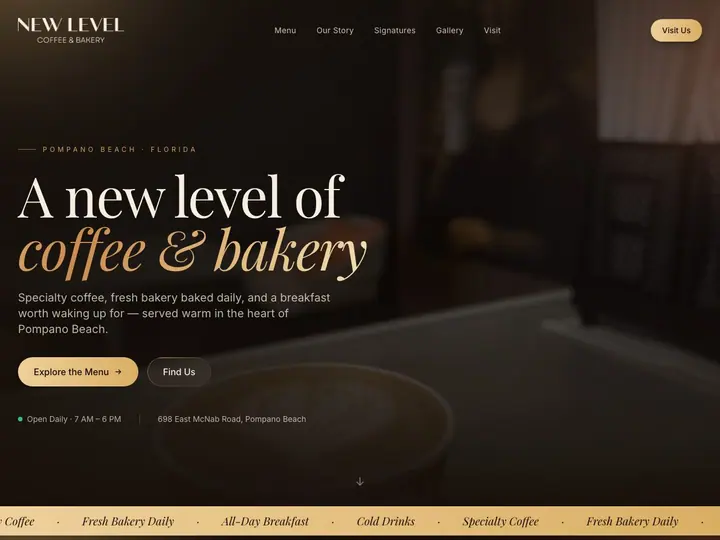 NEW LEVEL
COFFEE & BAKERY
Menu
Our Story
Signatures
Gallery
Visit
Visit Us
POMPANO BEACH · FLORIDA
A new level of
coffee & bakery
Specialty coffee, fresh bakery baked daily, and a breakfast
worth waking up for — served warm in the heart of
Pompano Beach.
Explore the Menu →
Find Us
Open Daily · 7 AM – 6 PM
698 East McNab Road, Pompano Beach
↓
Coffee · Fresh Bakery Daily · All-Day Breakfast · Cold Drinks · Specialty Coffee · Fresh Bakery Daily ·